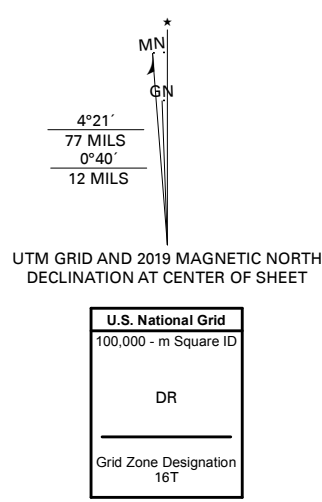 MN
GN
4°21´
77 MILS
0°40´
12 MILS
UTM GRID AND 2019 MAGNETIC NORTH
DECLINATION AT CENTER OF SHEET
U.S. National Grid
100,000 - m Square ID
DR
Grid Zone Designation
16T